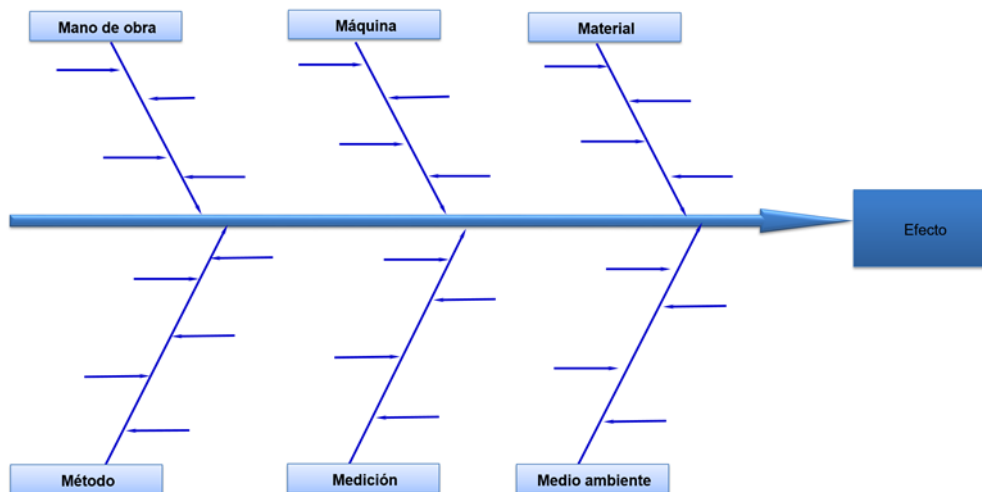 Mano de obra
Máquina
Material
Efecto
Método
Medición
Medio ambiente